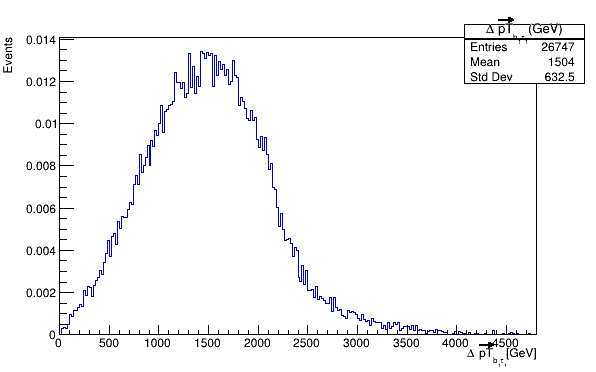 Δ pT b₁τ₁ (GeV)
Entries 26747
Mean 1504
Std Dev 632.5
Events
0.014
0.012
0.01
0.008
0.006
0.004
0.002
0
0 500 1000 1500 2000 2500 3000 3500 4000 4500
Δ pT b₁τ₁ [GeV]